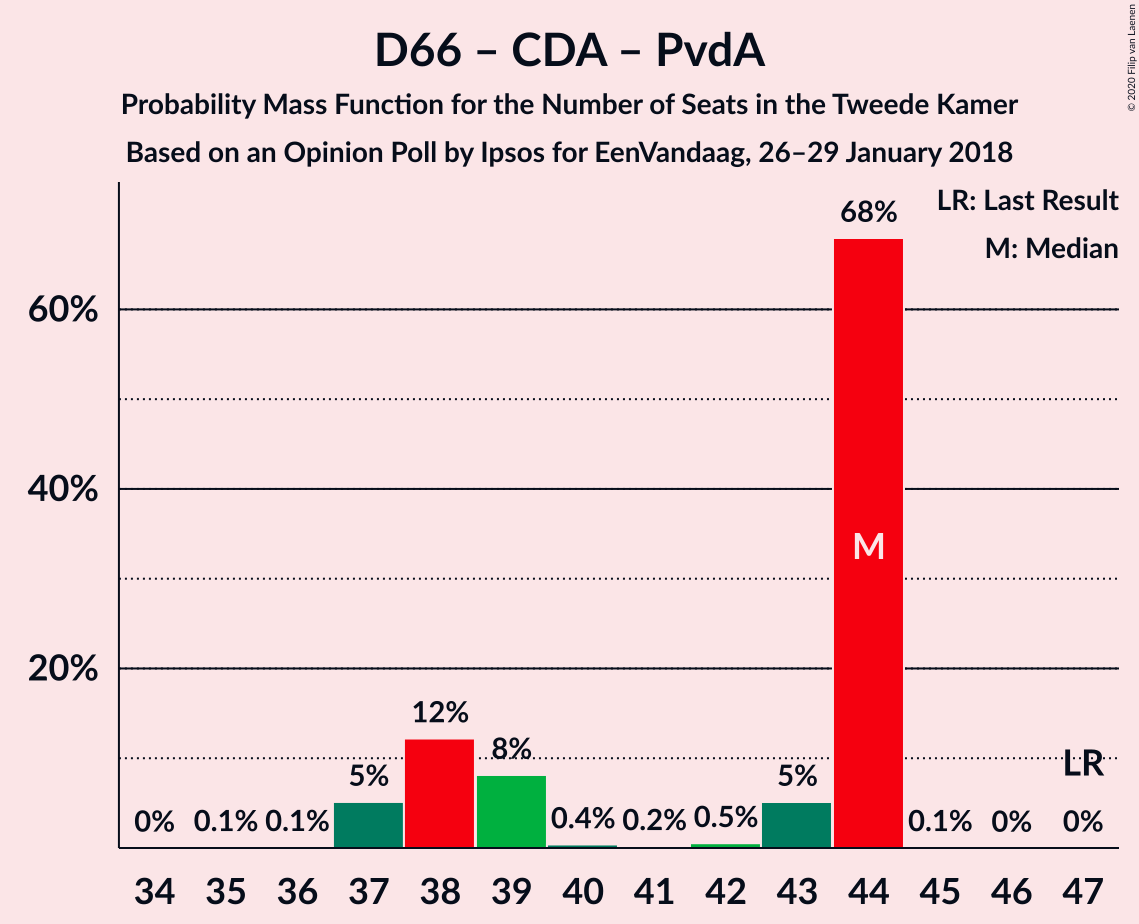 D66 – CDA – PvdA
Probability Mass Function for the Number of Seats in the Tweede Kamer
Based on an Opinion Poll by Ipsos for EenVandaag, 26–29 January 2018
© 2020 Filip van Laenen
LR: Last Result
M: Median
68%
60%
40%
M
20%
12%
8%
LR
5%
5%
0% 0.1% 0.1% 0.4% 0.2% 0.5% 0.1% 0% 0%
34 35 36 37 38 39 40 41 42 43 44 45 46 47